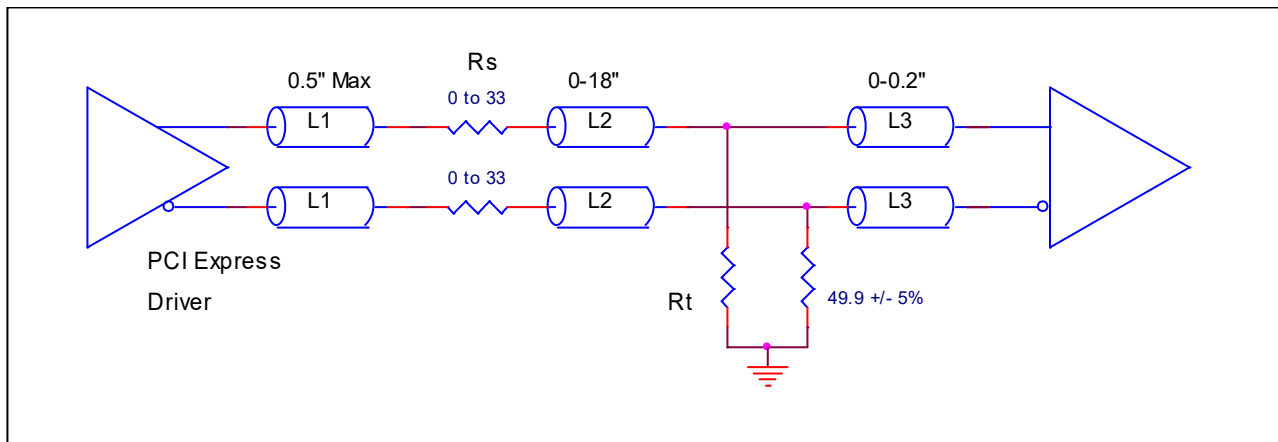 Rs
0.5" Max
0-18"
0-0.2"
0 to 33
L1
L2
L3
0 to 33
L1
L2
L3
PCI Express
Driver
Rt
49.9 +/- 5%